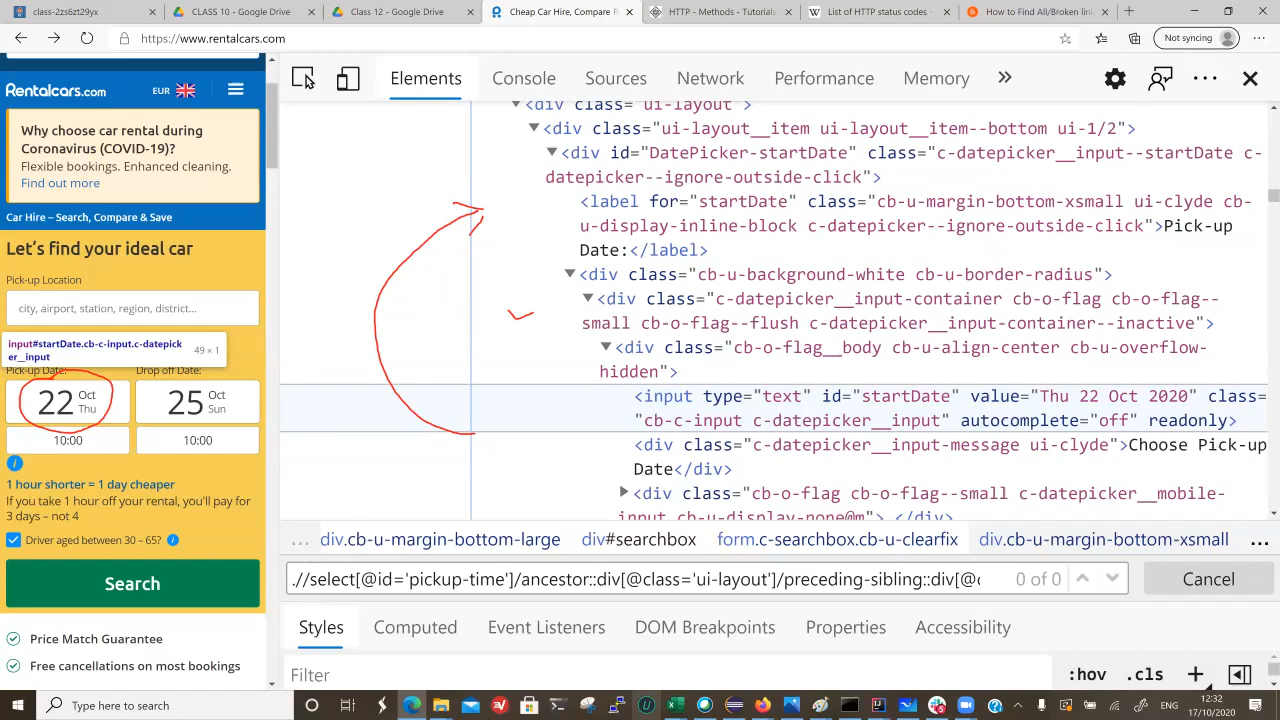 class-2zs6zt29yc
CLASS 10 - Google Drive
Class 12 - Google Drive
Cheap Car Hire, Compare R
HTTP - Methods - Tutorials
List of HTTP status codes -
How to Find All/Broken link
https://www.rentalcars.com
Not syncing
Rentalcars.com
EUR
Why choose car rental during
Coronavirus (COVID-19)?
Flexible bookings. Enhanced cleaning.
Find out more
Car Hire – Search, Compare & Save
Let's find your ideal car
Pick-up Location
city, airport, station, region, district...
input#startDate.cb-c-input.c-datepick
er__input
49 × 1
Pick-up Date:
Drop off Date:
22 Oct Thu
25 Oct Sun
10:00
10:00
1 hour shorter = 1 day cheaper
If you take 1 hour off your rental, you'll pay for
3 days – not 4
Driver aged between 30 – 65?
Search
Price Match Guarantee
Free cancellations on most bookings
Elements
Console
Sources
Network
Performance
Memory
<div class="ui-layout">
<div class="ui-layout__item ui-layout__item--bottom ui-1/2">
<div id="DatePicker-startDate" class="c-datepicker__input--startDate c-
datepicker--ignore-outside-click">
<label for="startDate" class="cb-u-margin-bottom-xsmall ui-clyde cb-
u-display-inline-block c-datepicker--ignore-outside-click">Pick-up
Date:</label>
<div class="cb-u-background-white cb-u-border-radius">
<div class="c-datepicker__input-container cb-o-flag cb-o-flag--
small cb-o-flag--flush c-datepicker__input-container--inactive">
<div class="cb-o-flag__body cb-u-align-center cb-u-overflow-
hidden">
<input type="text" id="startDate" value="Thu 22 Oct 2020" class=
"cb-c-input c-datepicker__input" autocomplete="off" readonly>
<div class="c-datepicker__input-message ui-clyde">Choose Pick-up
Date</div>
<div class="cb-o-flag cb-o-flag--small c-datepicker__mobile-
input cb-u-display-none@m"> </div>
... div.cb-u-margin-bottom-large div#searchbox form.c-searchbox.cb-u-clearfix div.cb-u-margin-bottom-xsmall ...
.//select[@id='pickup-time']/ancestor::div[@class='ui-layout']/preceding-sibling::div[@c
0 of 0
Cancel
Styles
Computed
Event Listeners
DOM Breakpoints
Properties
Accessibility
Filter
:hov
.cls
Type here to search
12:32
17/10/2020